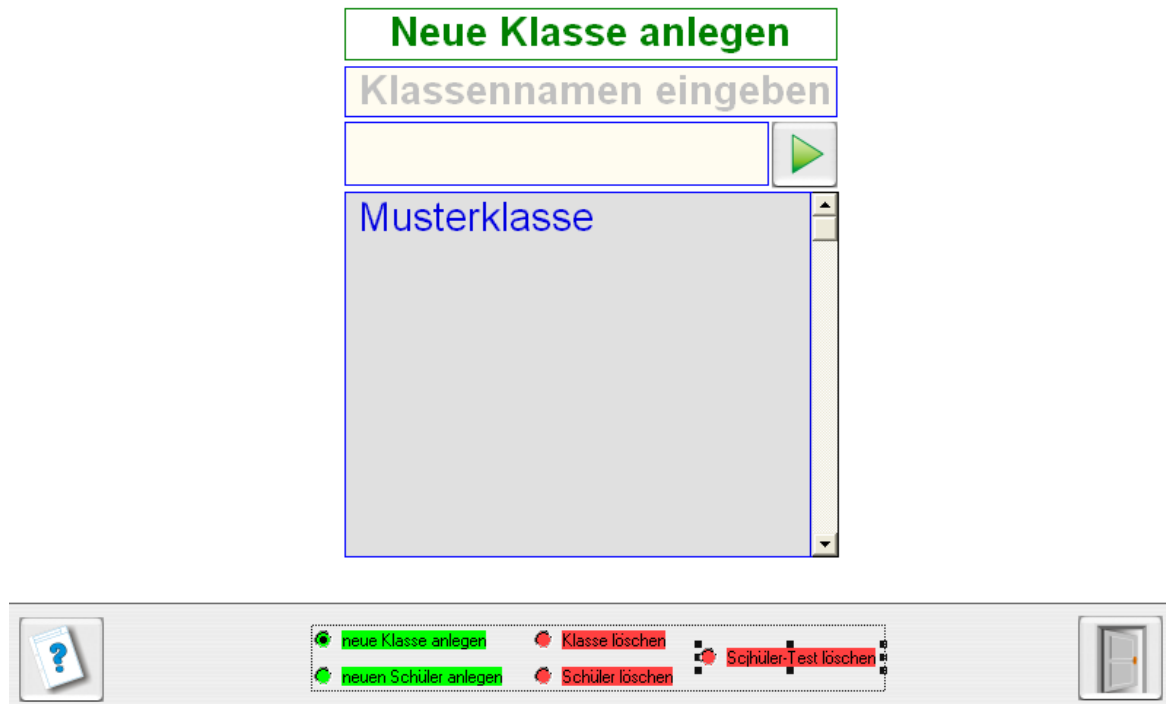 Neue Klasse anlegen
Klassennamen eingeben
Musterklasse
neue Klasse anlegen
Klasse löschen
Scjhüler-Test löschen
neuen Schüler anlegen
Schüler löschen
?